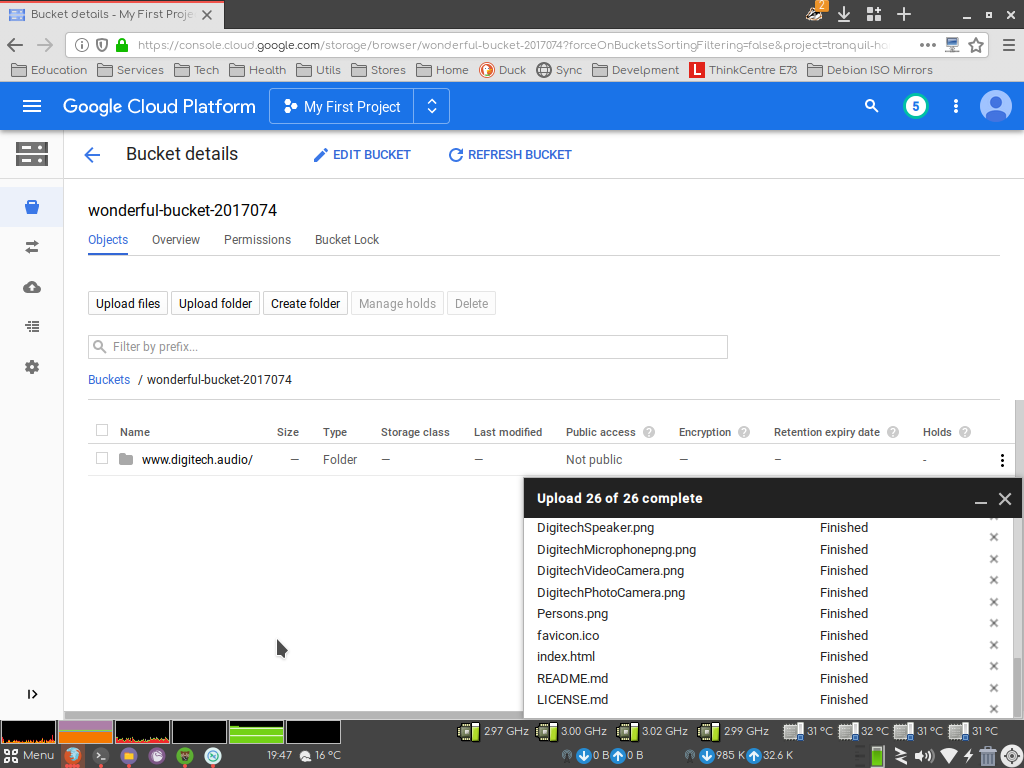 Bucket details - My First Proje
2
https://console.cloud.google.com/storage/browser/wonderful-bucket-2017074?forceOnBucketsSortingFiltering=false&project=tranquil-ho
Education Services Tech Health Utils Stores Home Duck Sync Develpment L ThinkCentre E73 Debian ISO Mirrors
Google Cloud Platform My First Project 5
Bucket details EDIT BUCKET REFRESH BUCKET
wonderful-bucket-2017074
Objects Overview Permissions Bucket Lock
Upload files Upload folder Create folder Manage holds Delete
Filter by prefix...
Buckets / wonderful-bucket-2017074
Name Size Type Storage class Last modified Public access ? Encryption ? Retention expiry date ? Holds ?
www.digitech.audio/ — Folder — — Not public — – -
Upload 26 of 26 complete
DigitechSpeaker.png Finished
DigitechMicrophonepng.png Finished
DigitechVideoCamera.png Finished
DigitechPhotoCamera.png Finished
Persons.png Finished
favicon.ico Finished
index.html Finished
README.md Finished
LICENSE.md Finished
2.97 GHz 3.00 GHz 3.02 GHz 2.99 GHz 31 °C 32 °C 31 °C 31 °C
Menu 19:47 16 °C 0 B 0 B 985 K 32.6 K